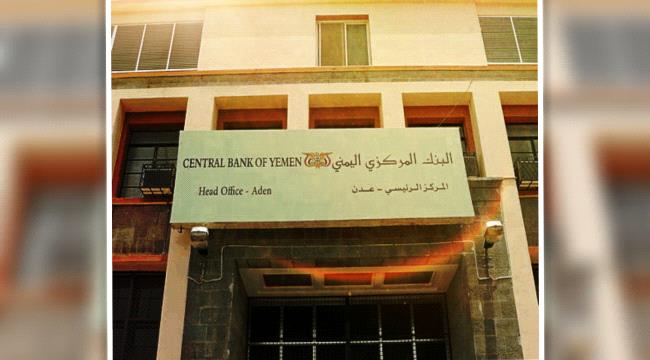 CENTRAL BANK OF YEMEN البنك المركزي اليمني
Head Office - Aden المركز الرئيسي - عدن